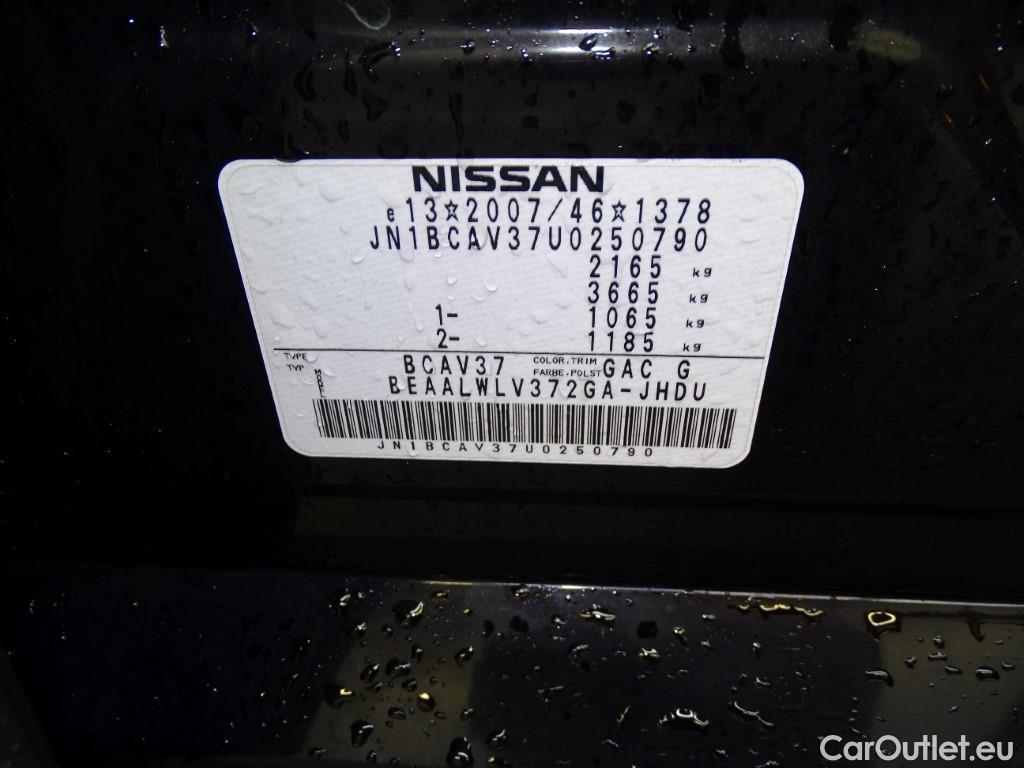 NISSAN
e13☆2007/46☆1378
JN1BCAV37U0250790
2165 kg
3665 kg
1- 1065 kg
2- 1185 kg
TYPE
TYP BCAV37 COLOR.TRIM
FARBE.POLST GAC G
MODELL BEAALWLV372GA-JHDU
JN1BCAV37U0250790
CarOutlet.eu